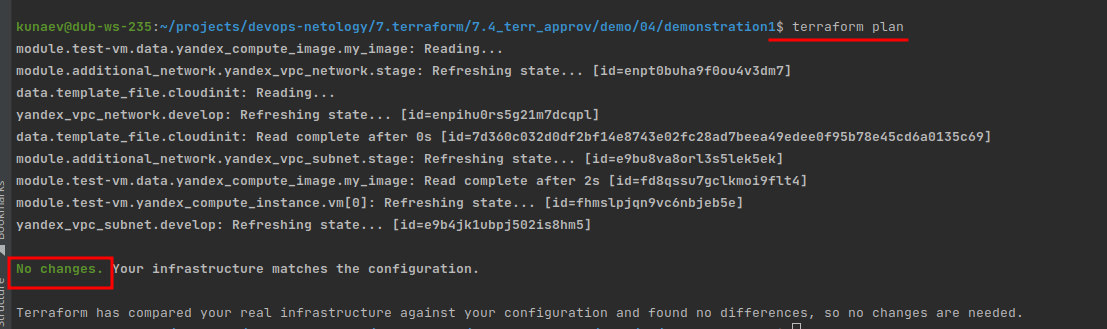 kunaev@dub-ws-235:~/projects/devops-netology/7.terraform/7.4_terr_approv/demo/04/demonstration1$ terraform plan
module.test-vm.data.yandex_compute_image.my_image: Reading...
module.additional_network.yandex_vpc_network.stage: Refreshing state... [id=enpt0buha9f0ou4v3dm7]
data.template_file.cloudinit: Reading...
yandex_vpc_network.develop: Refreshing state... [id=enpihu0rs5g21m7dcqpl]
data.template_file.cloudinit: Read complete after 0s [id=7d360c032d0df2bf14e8743e02fc28ad7beea49edee0f95b78e45cd6a0135c69]
module.additional_network.yandex_vpc_subnet.stage: Refreshing state... [id=e9bu8va8orl3s5lek5ek]
module.test-vm.data.yandex_compute_image.my_image: Read complete after 2s [id=fd8qssu7gclkmoi9flt4]
module.test-vm.yandex_compute_instance.vm[0]: Refreshing state... [id=fhmslpjqn9vc6nbjeb5e]
yandex_vpc_subnet.develop: Refreshing state... [id=e9b4jk1ubpj502is8hm5]
No changes. Your infrastructure matches the configuration.
Terraform has compared your real infrastructure against your configuration and found no differences, so no changes are needed.
Bookmarks
Structure